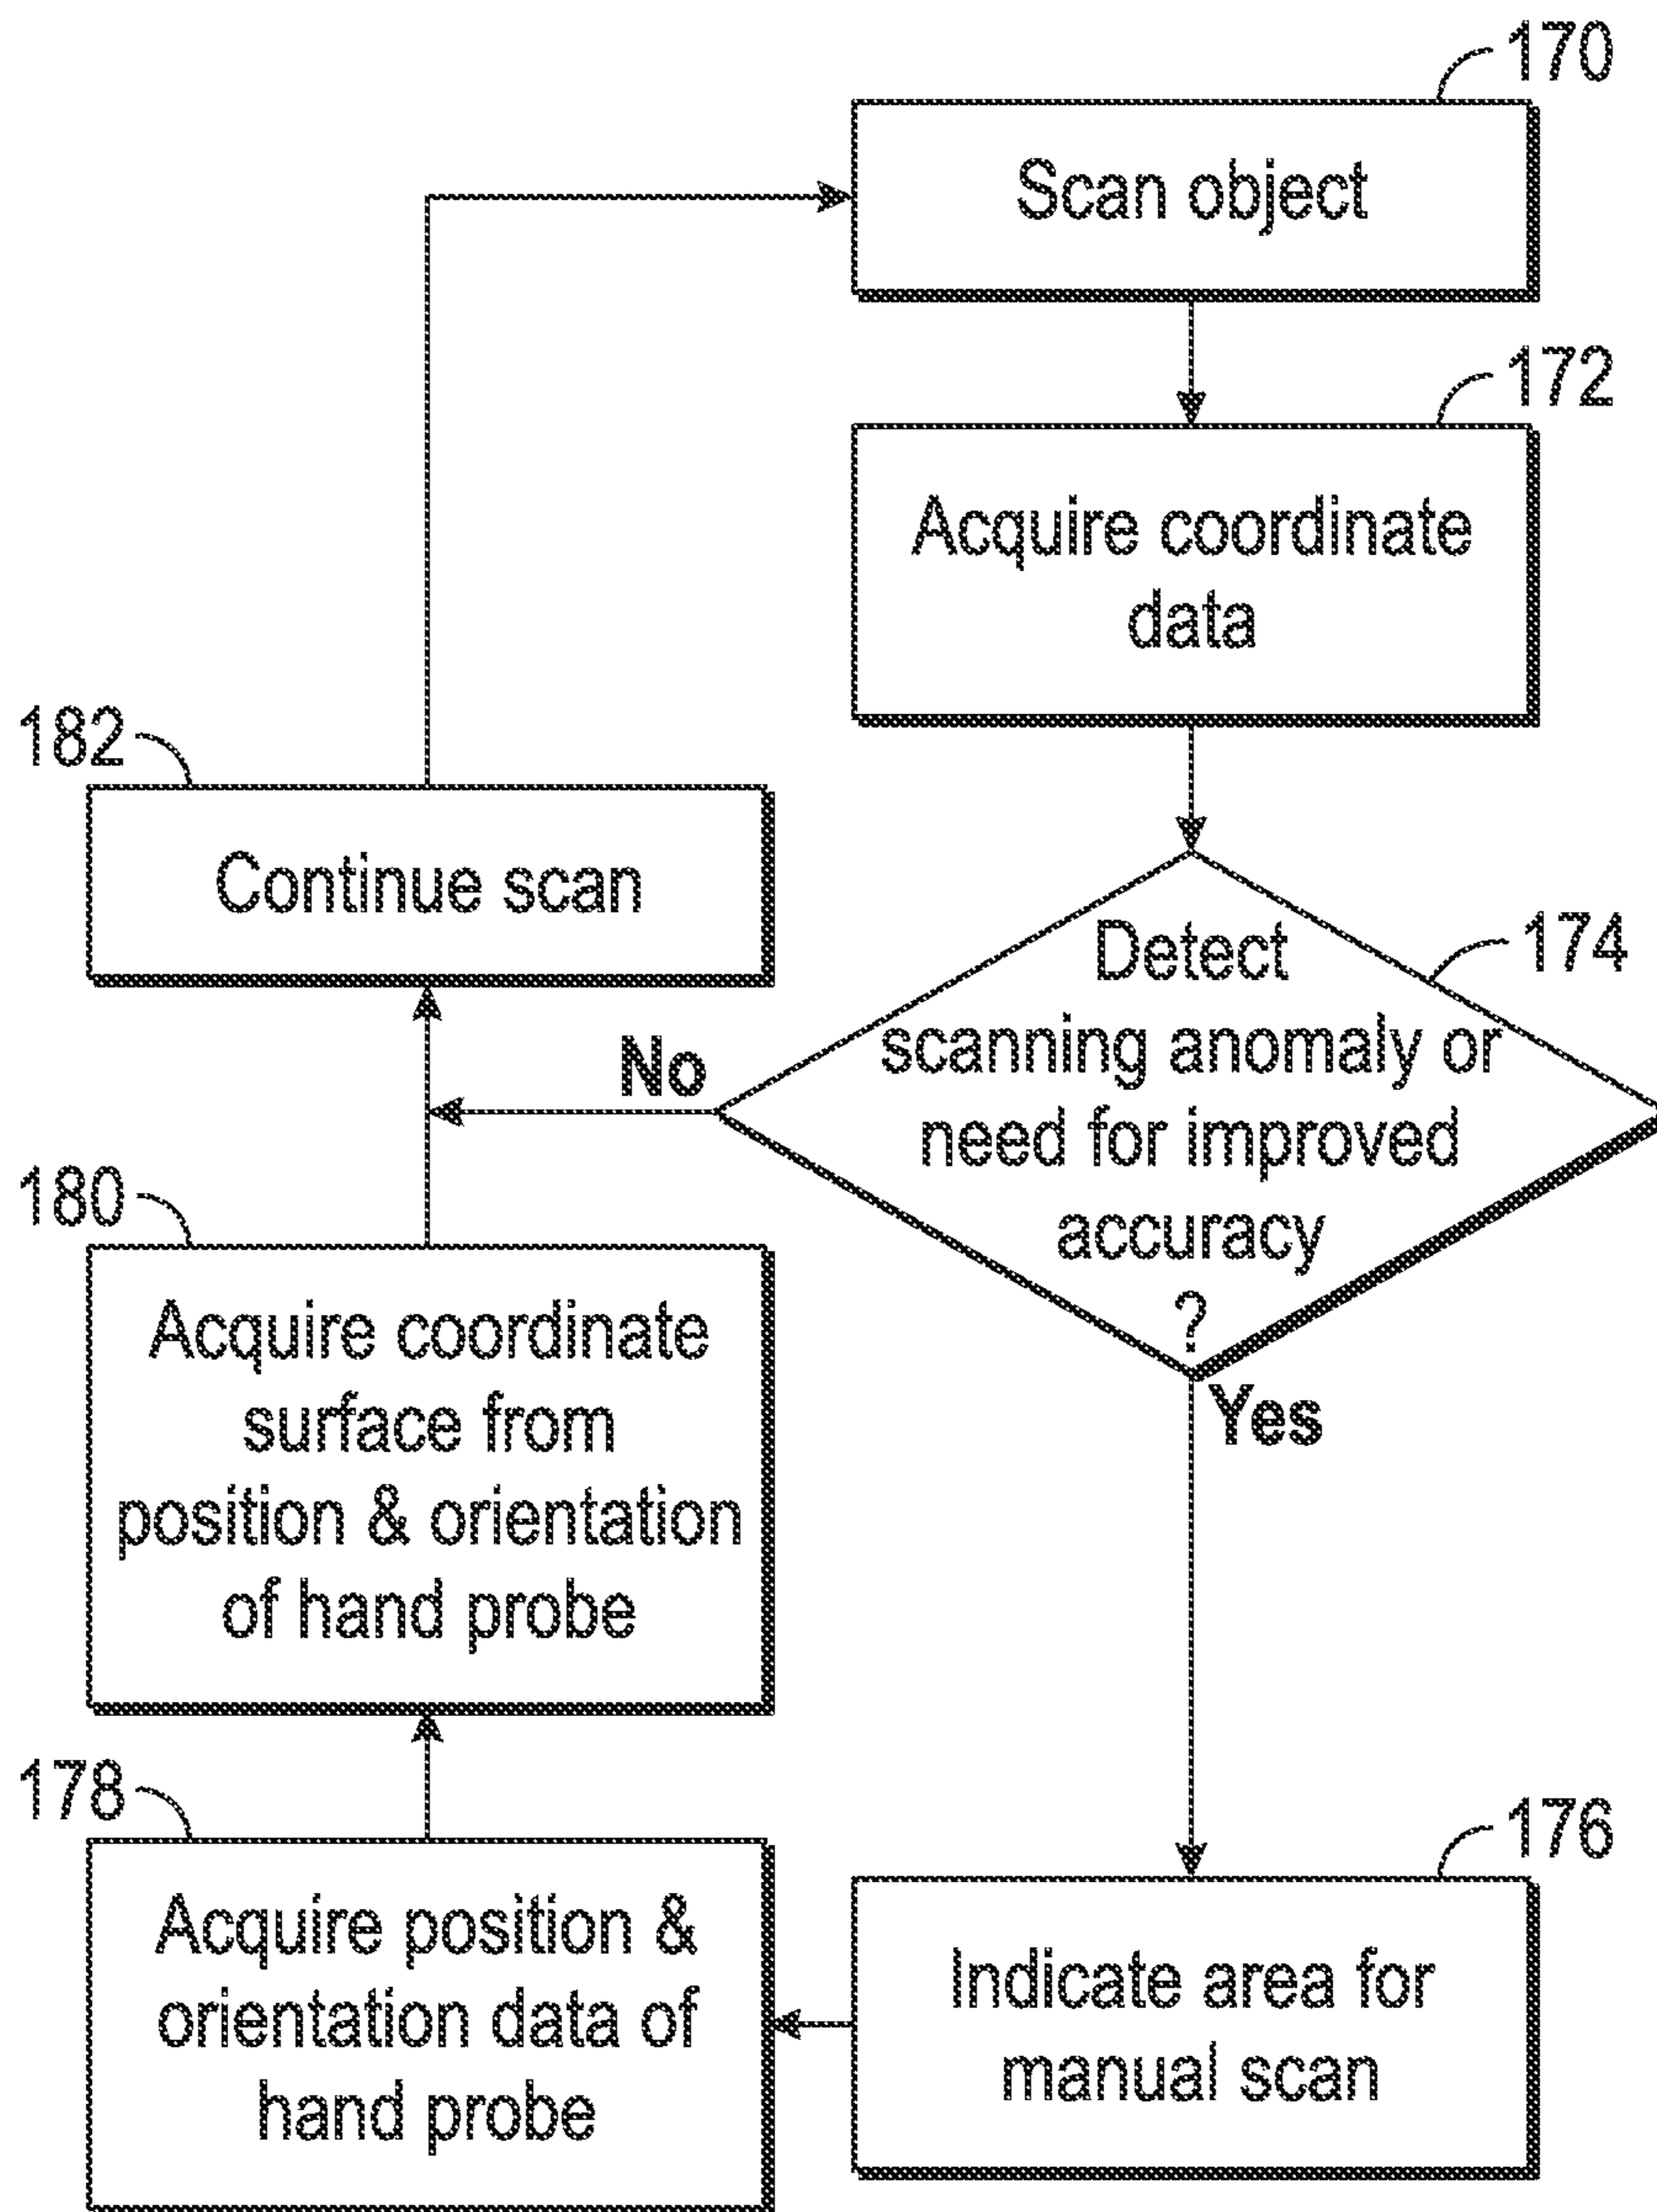 170
Scan object
172
Acquire coordinate
data
182
Continue scan
174
Detect
scanning anomaly or
need for improved
accuracy
?
No
Yes
180
Acquire coordinate
surface from
position & orientation
of hand probe
178
Acquire position &
orientation data of
hand probe
176
Indicate area for
manual scan